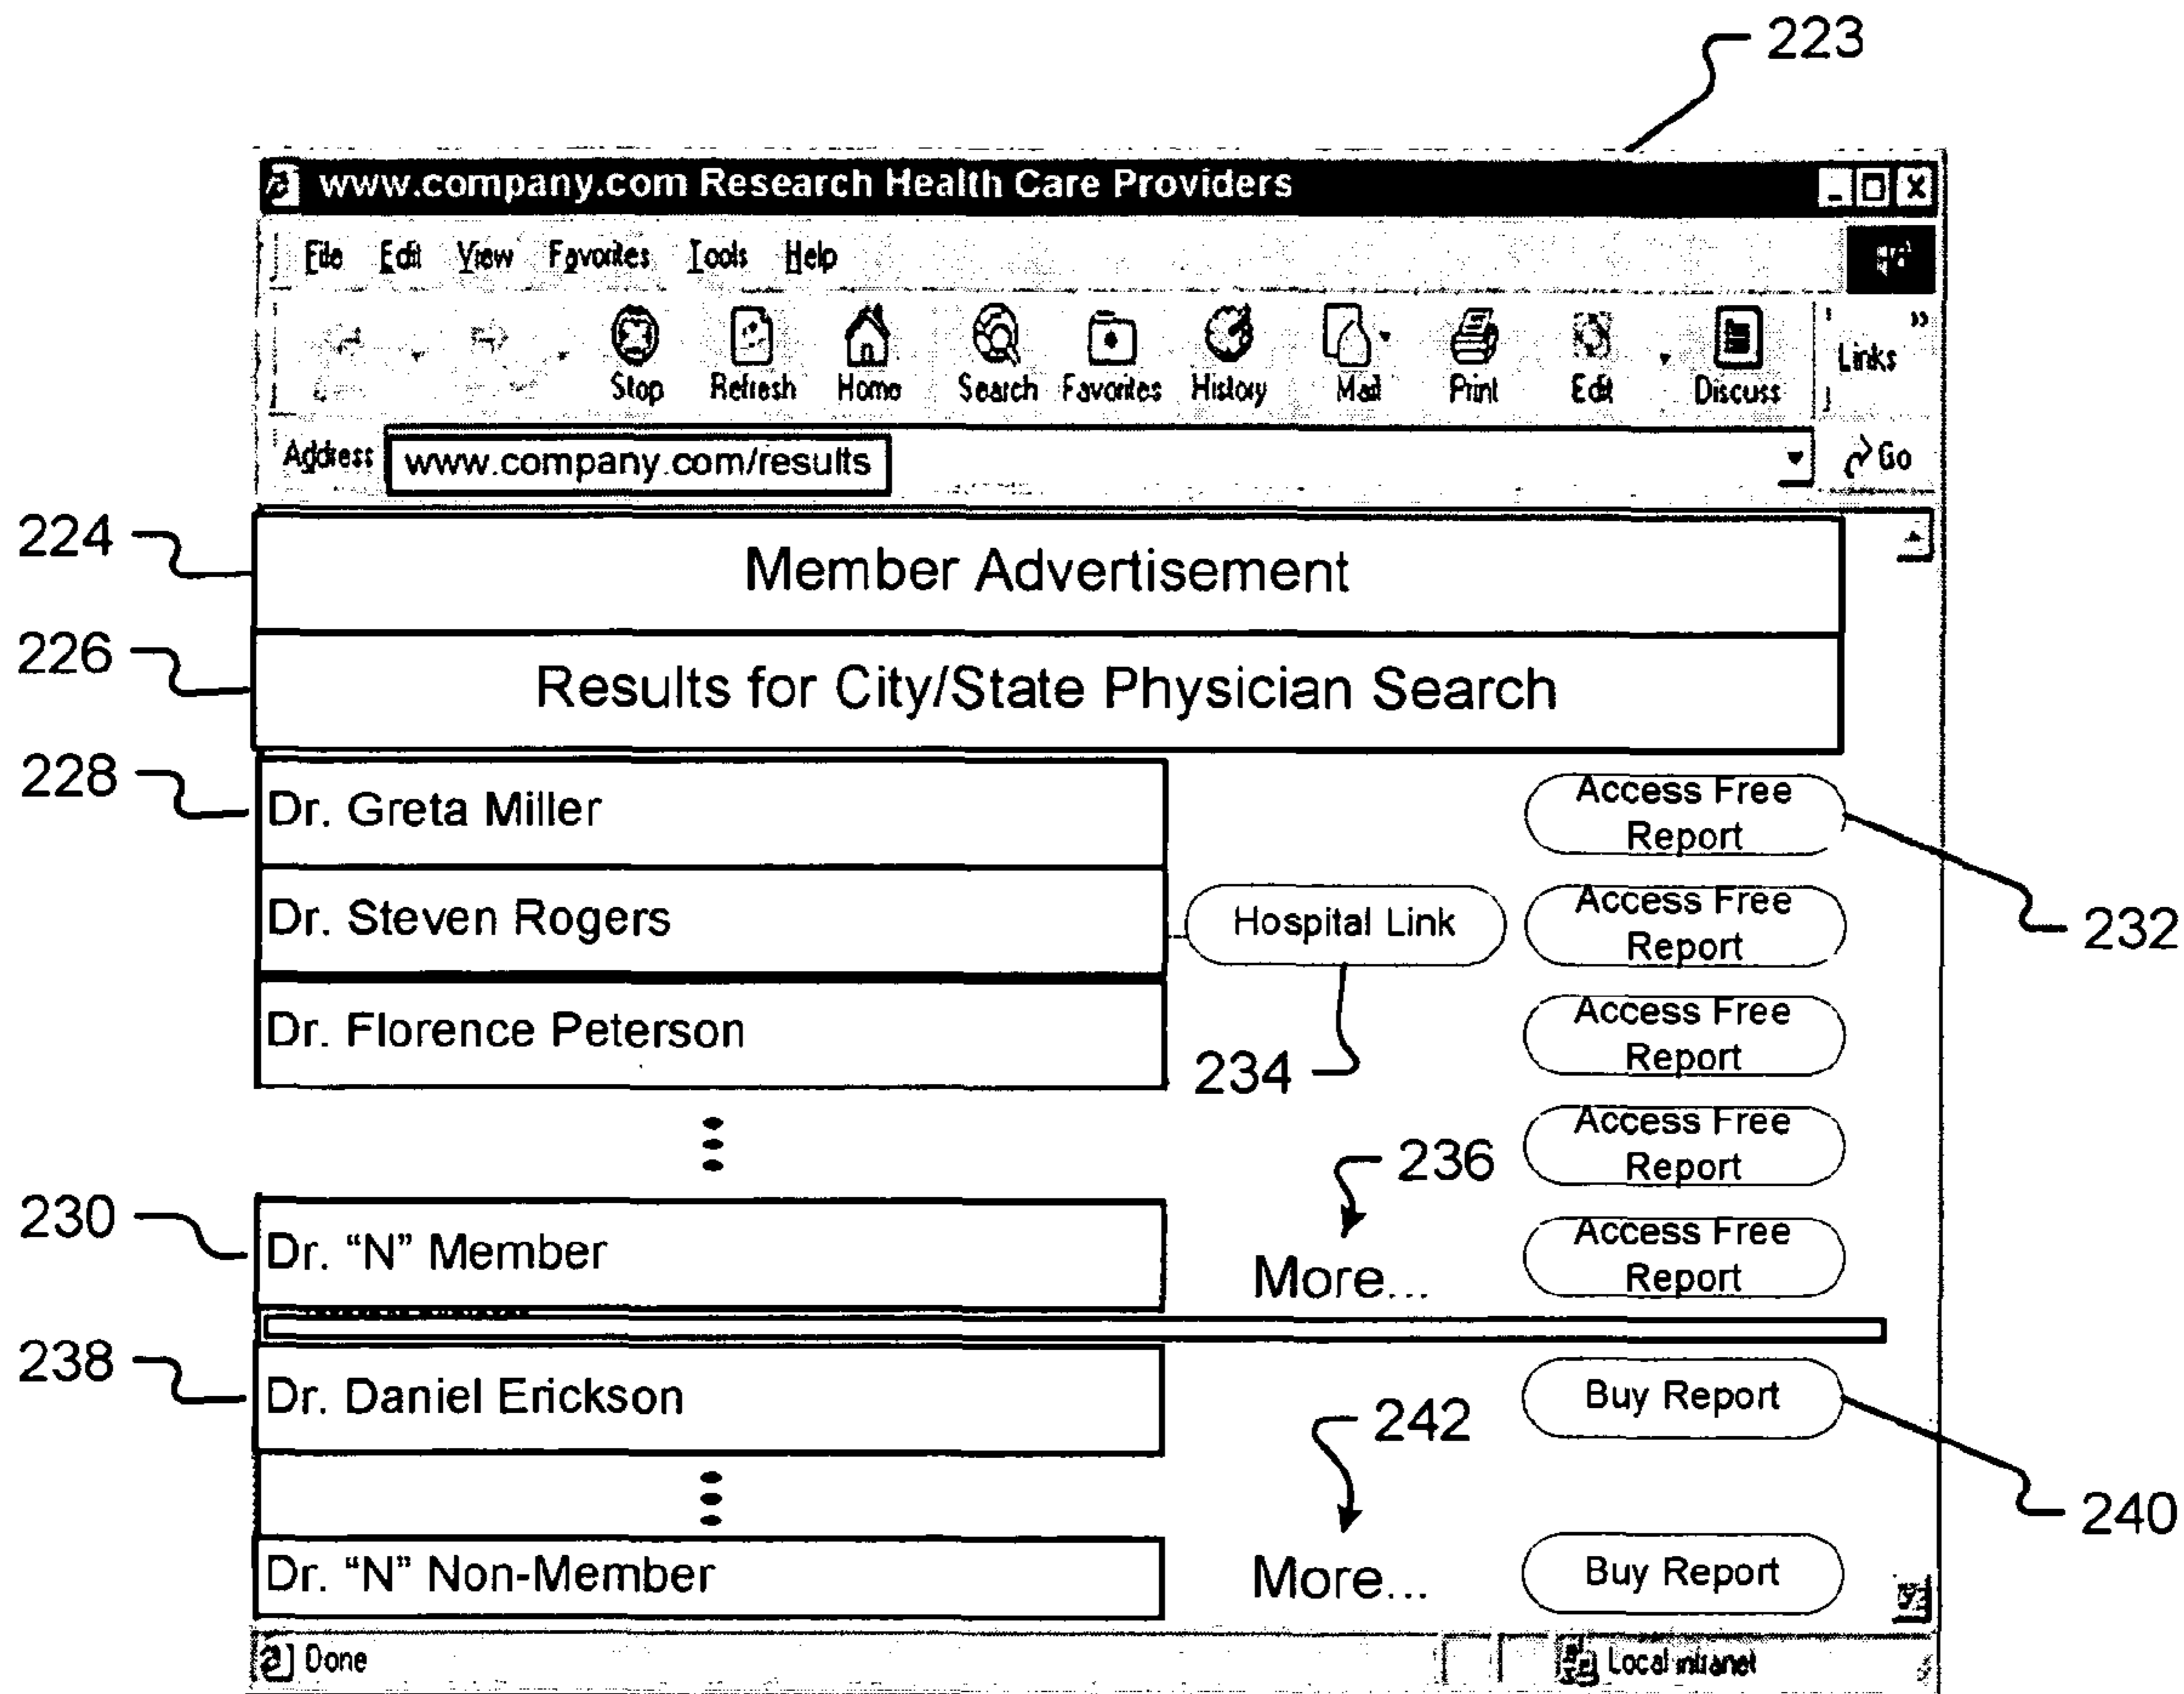 223
www.company.com Research Health Care Providers
File Edit View Favorites Tools Help
Stop Refresh Home Search Favorites History Mail Print Edit Discuss Links »
Address www.company.com/results Go
224
Member Advertisement
226
Results for City/State Physician Search
228
Dr. Greta Miller
Access Free
Report
232
Dr. Steven Rogers
Hospital Link
Access Free
Report
234
Dr. Florence Peterson
Access Free
Report
Access Free
Report
236
230
Dr. “N” Member
More...
Access Free
Report
238
Dr. Daniel Erickson
Buy Report
240
242
Dr. “N” Non-Member
More...
Buy Report
Done
Local intranet